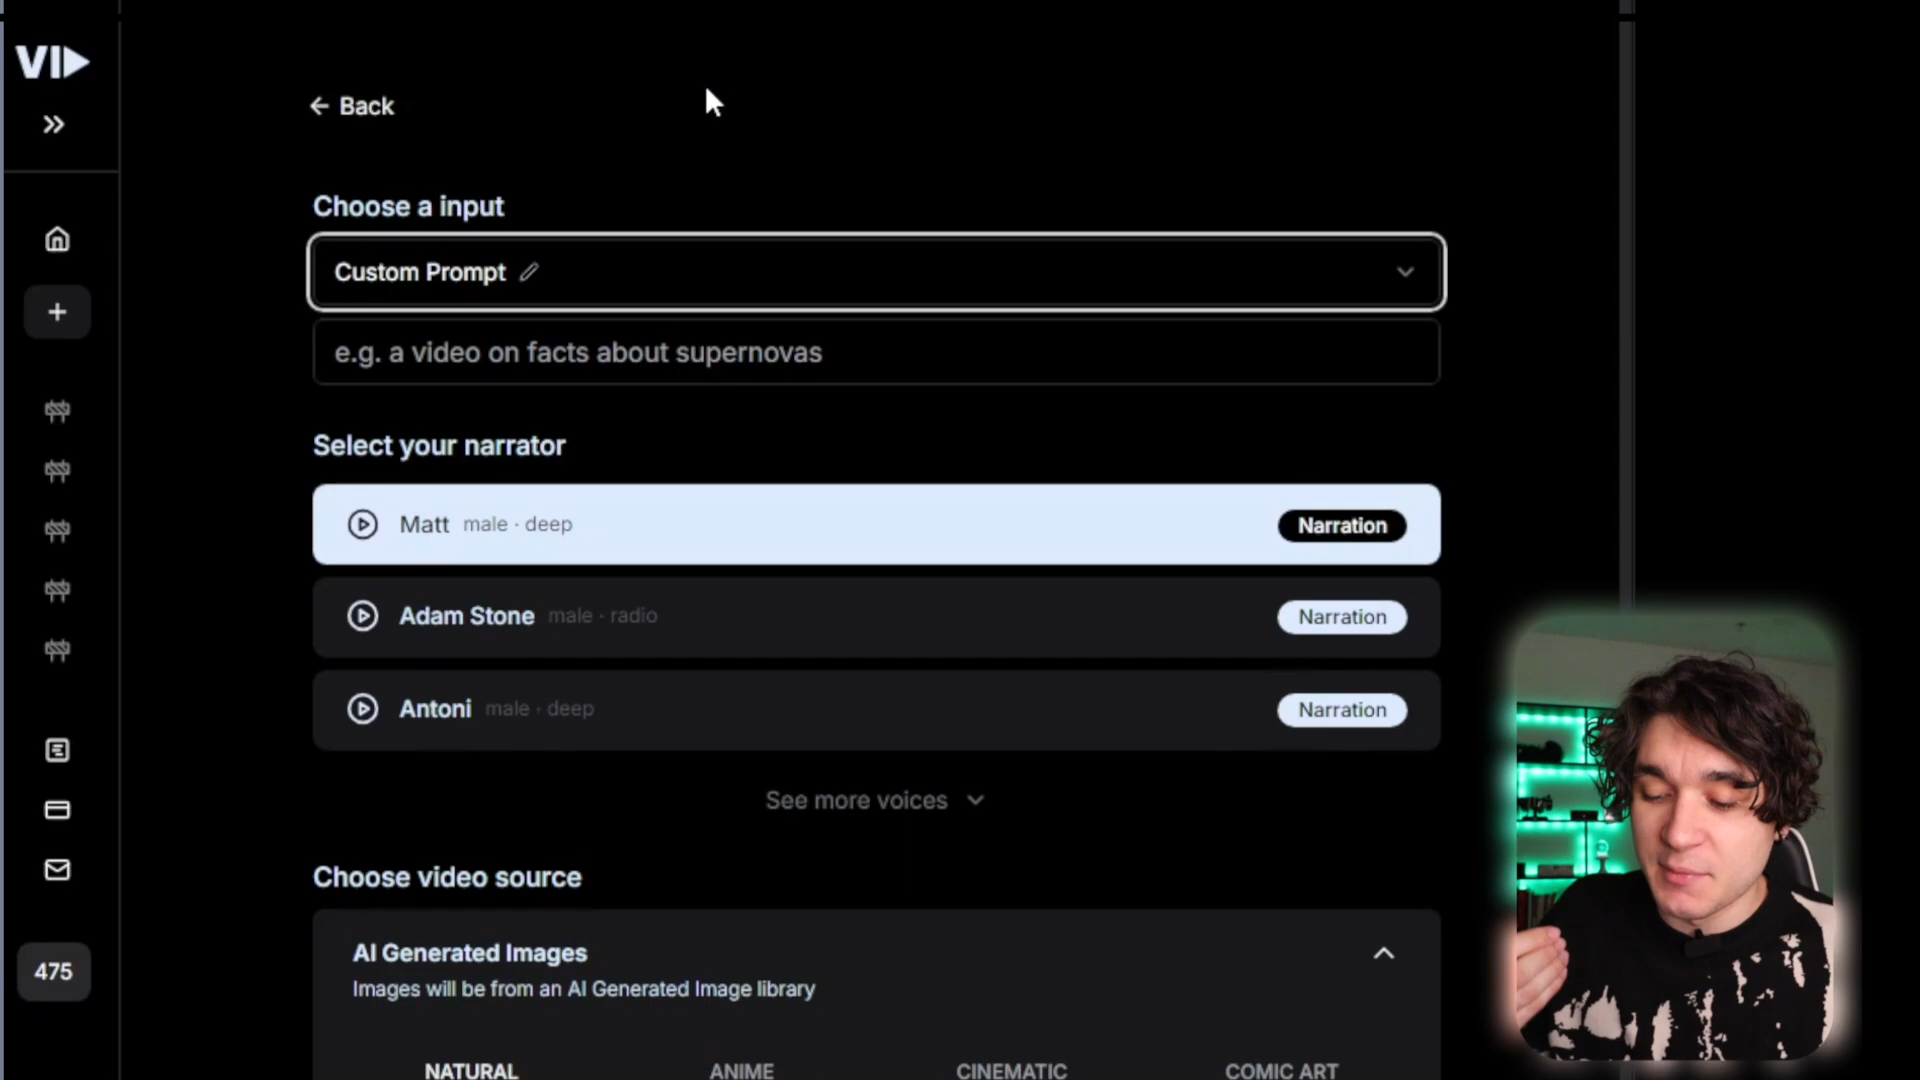 VID
Back
Choose a input
Custom Prompt
e.g. a video on facts about supernovas
Select your narrator
Matt male · deep Narration
Adam Stone male · radio Narration
Antoni male · deep Narration
See more voices
Choose video source
AI Generated Images
Images will be from an AI Generated Image library
475
NATURAL ANIME CINEMATIC COMIC ART